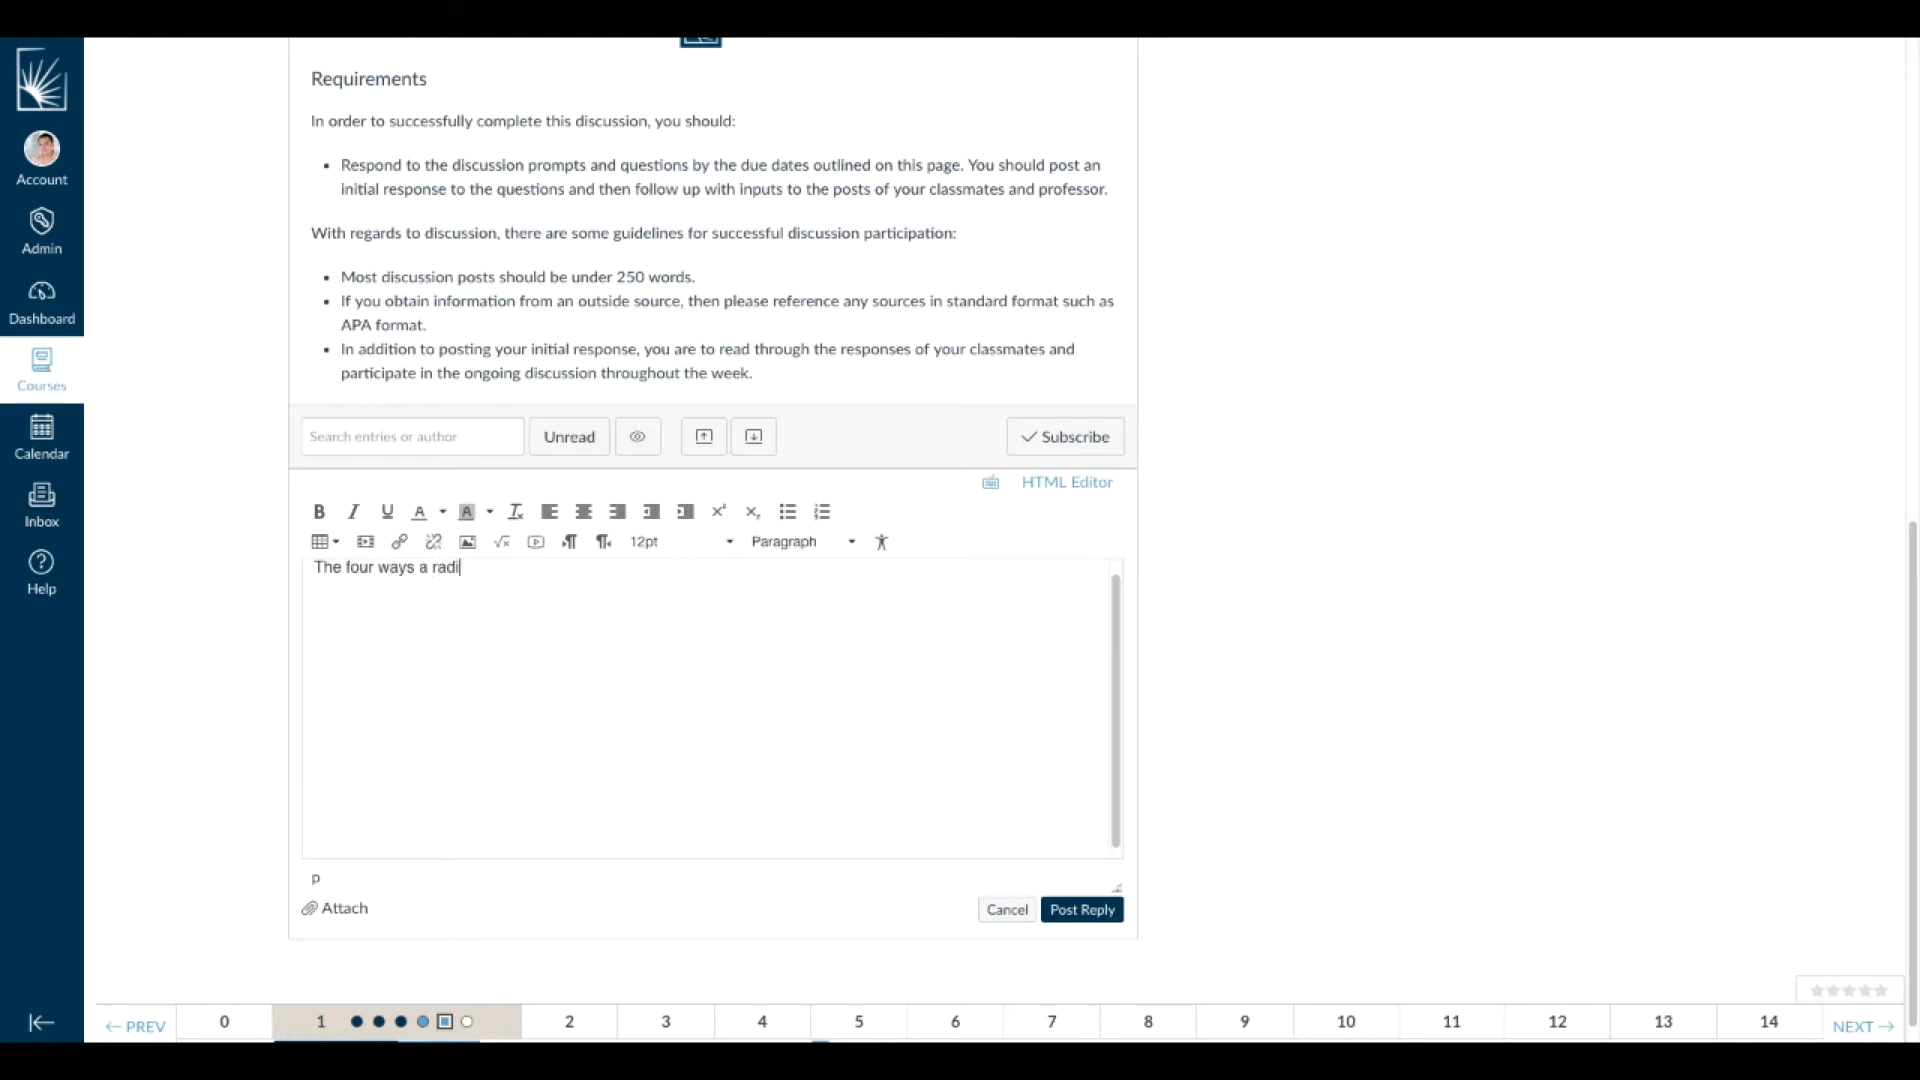 Requirements
In order to successfully complete this discussion, you should:
Respond to the discussion prompts and questions by the due dates outlined on this page. You should post an
initial response to the questions and then follow up with inputs to the posts of your classmates and professor.
With regards to discussion, there are some guidelines for successful discussion participation:
Most discussion posts should be under 250 words.
If you obtain information from an outside source, then please reference any sources in standard format such as
APA format.
In addition to posting your initial response, you are to read through the responses of your classmates and
participate in the ongoing discussion throughout the week.
Account
Admin
Dashboard
Courses
Calendar
Inbox
Help
Search entries or author
Unread
Subscribe
HTML Editor
12pt
Paragraph
The four ways a radi
p
Attach
Cancel
Post Reply
← PREV 0 1 2 3 4 5 6 7 8 9 10 11 12 13 14 NEXT →